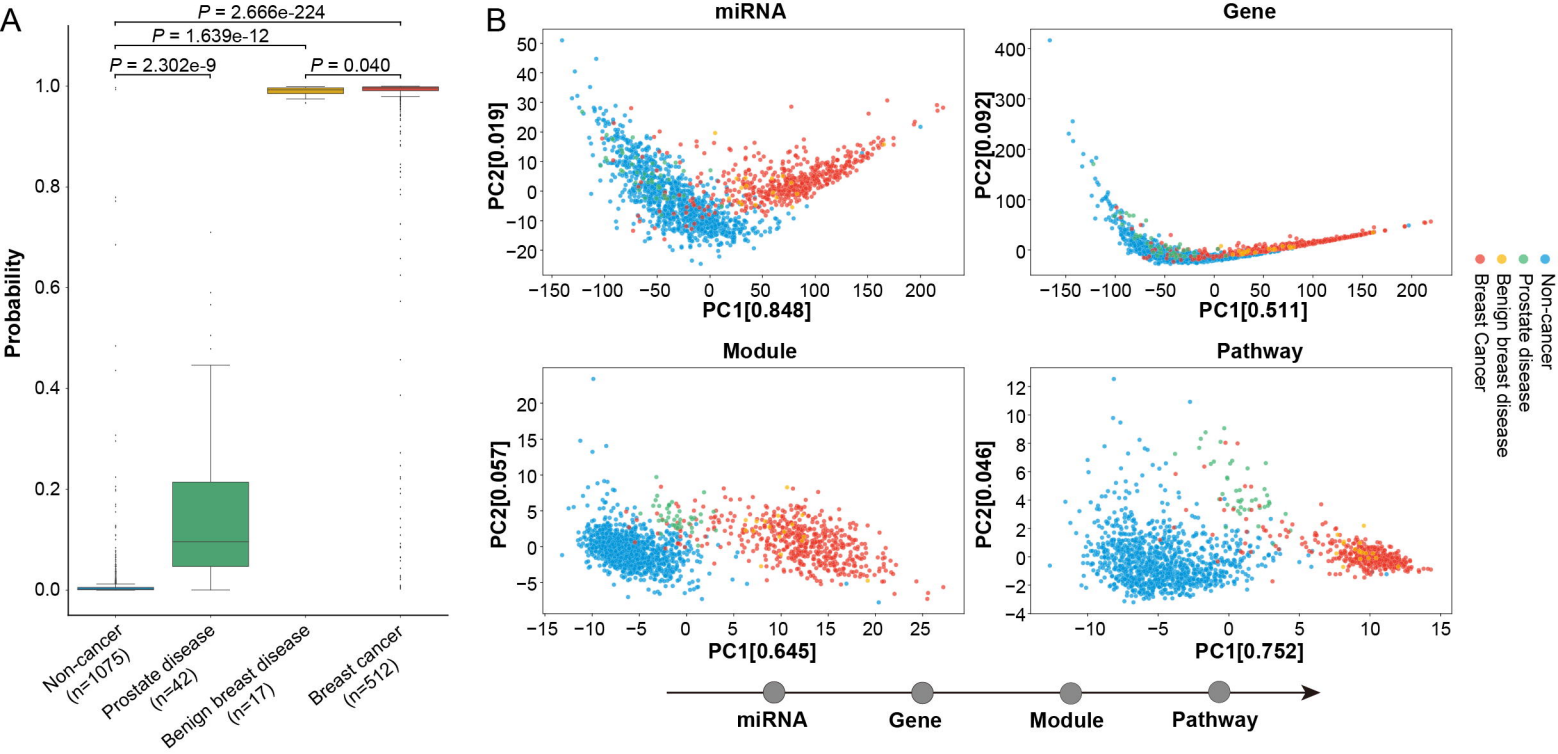 A
P = 2.666e-224
P = 1.639e-12
P = 2.302e-9
P = 0.040
Probability
1.0
0.8
0.6
0.4
0.2
0.0
Non-cancer
(n=1075)
Prostate disease
(n=42)
Benign breast disease
(n=17)
Breast cancer
(n=512)
B
miRNA
PC2[0.019]
50
40
30
20
10
0
−10
−20
−150 −100 −50 0 50 100 150 200
PC1[0.848]
Gene
PC2[0.092]
400
300
200
100
0
−150 −100 −50 0 50 100 150 200
PC1[0.511]
Module
PC2[0.057]
20
15
10
5
0
−5
−15 −10 −5 0 5 10 15 20 25
PC1[0.645]
Pathway
PC2[0.046]
12
10
8
6
4
2
0
−2
−4
−10 −5 0 5 10 15
PC1[0.752]
Non-cancer
Prostate disease
Benign breast disease
Breast Cancer
miRNA Gene Module Pathway